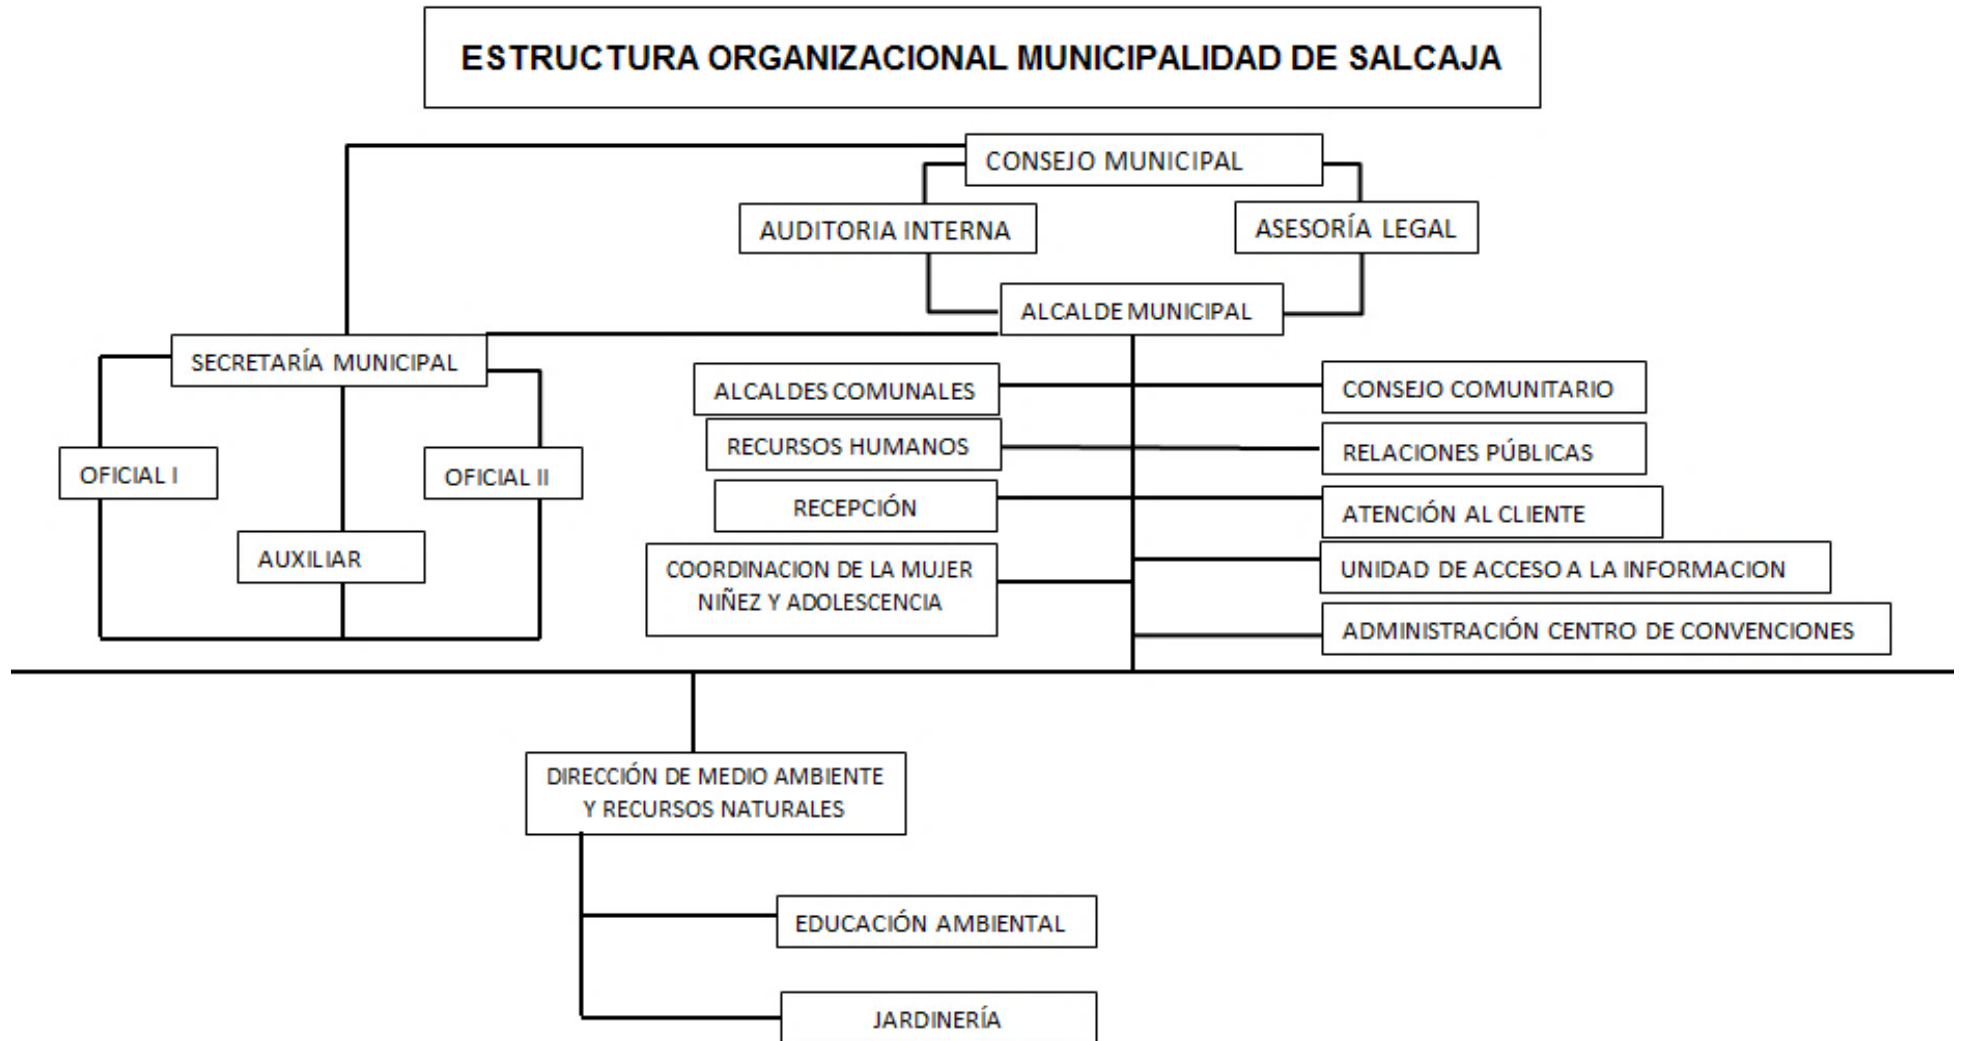 ESTRUCTURA ORGANIZACIONAL MUNICIPALIDAD DE SALCAJA
CONSEJO MUNICIPAL
AUDITORIA INTERNA
ASESORÍA LEGAL
ALCALDE MUNICIPAL
SECRETARÍA MUNICIPAL
OFICIAL I
OFICIAL II
AUXILIAR
ALCALDES COMUNALES
CONSEJO COMUNITARIO
RECURSOS HUMANOS
RELACIONES PÚBLICAS
RECEPCIÓN
ATENCIÓN AL CLIENTE
COORDINACION DE LA MUJER
NIÑEZ Y ADOLESCENCIA
UNIDAD DE ACCESO A LA INFORMACION
ADMINISTRACIÓN CENTRO DE CONVENCIONES
DIRECCIÓN DE MEDIO AMBIENTE
Y RECURSOS NATURALES
EDUCACIÓN AMBIENTAL
JARDINERÍA